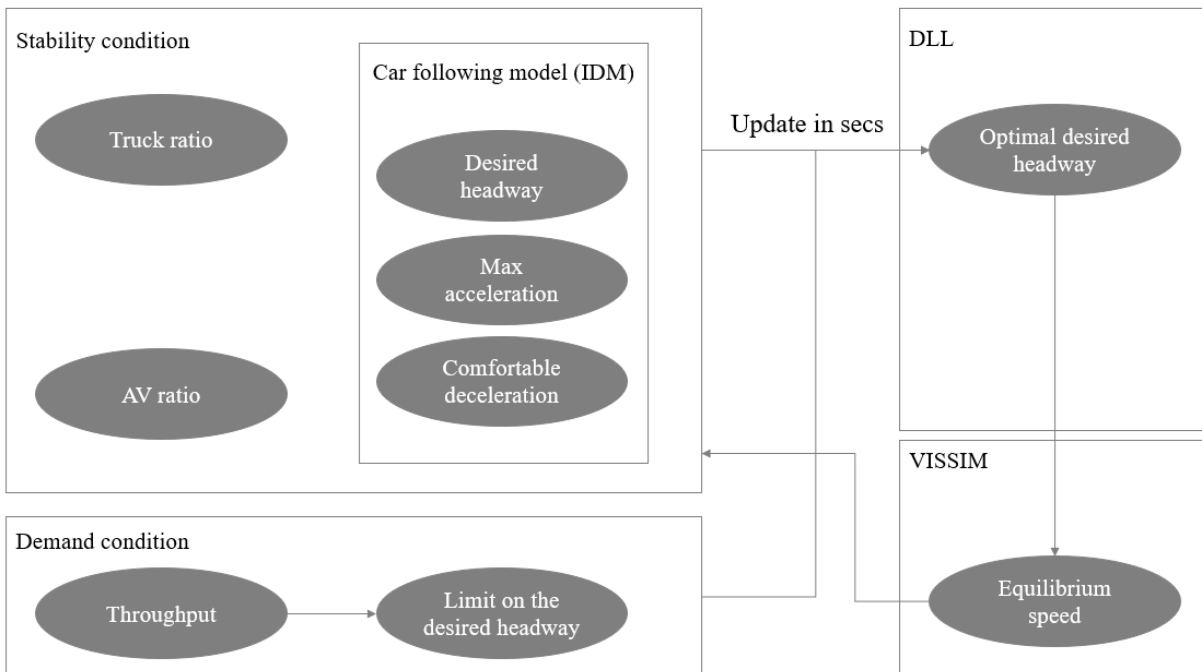 Stability condition
Car following model (IDM)
Truck ratio
Desired
headway
Max
acceleration
AV ratio
Comfortable
deceleration
Update in secs
DLL
Optimal desired
headway
VISSIM
Equilibrium
speed
Demand condition
Throughput
Limit on the
desired headway